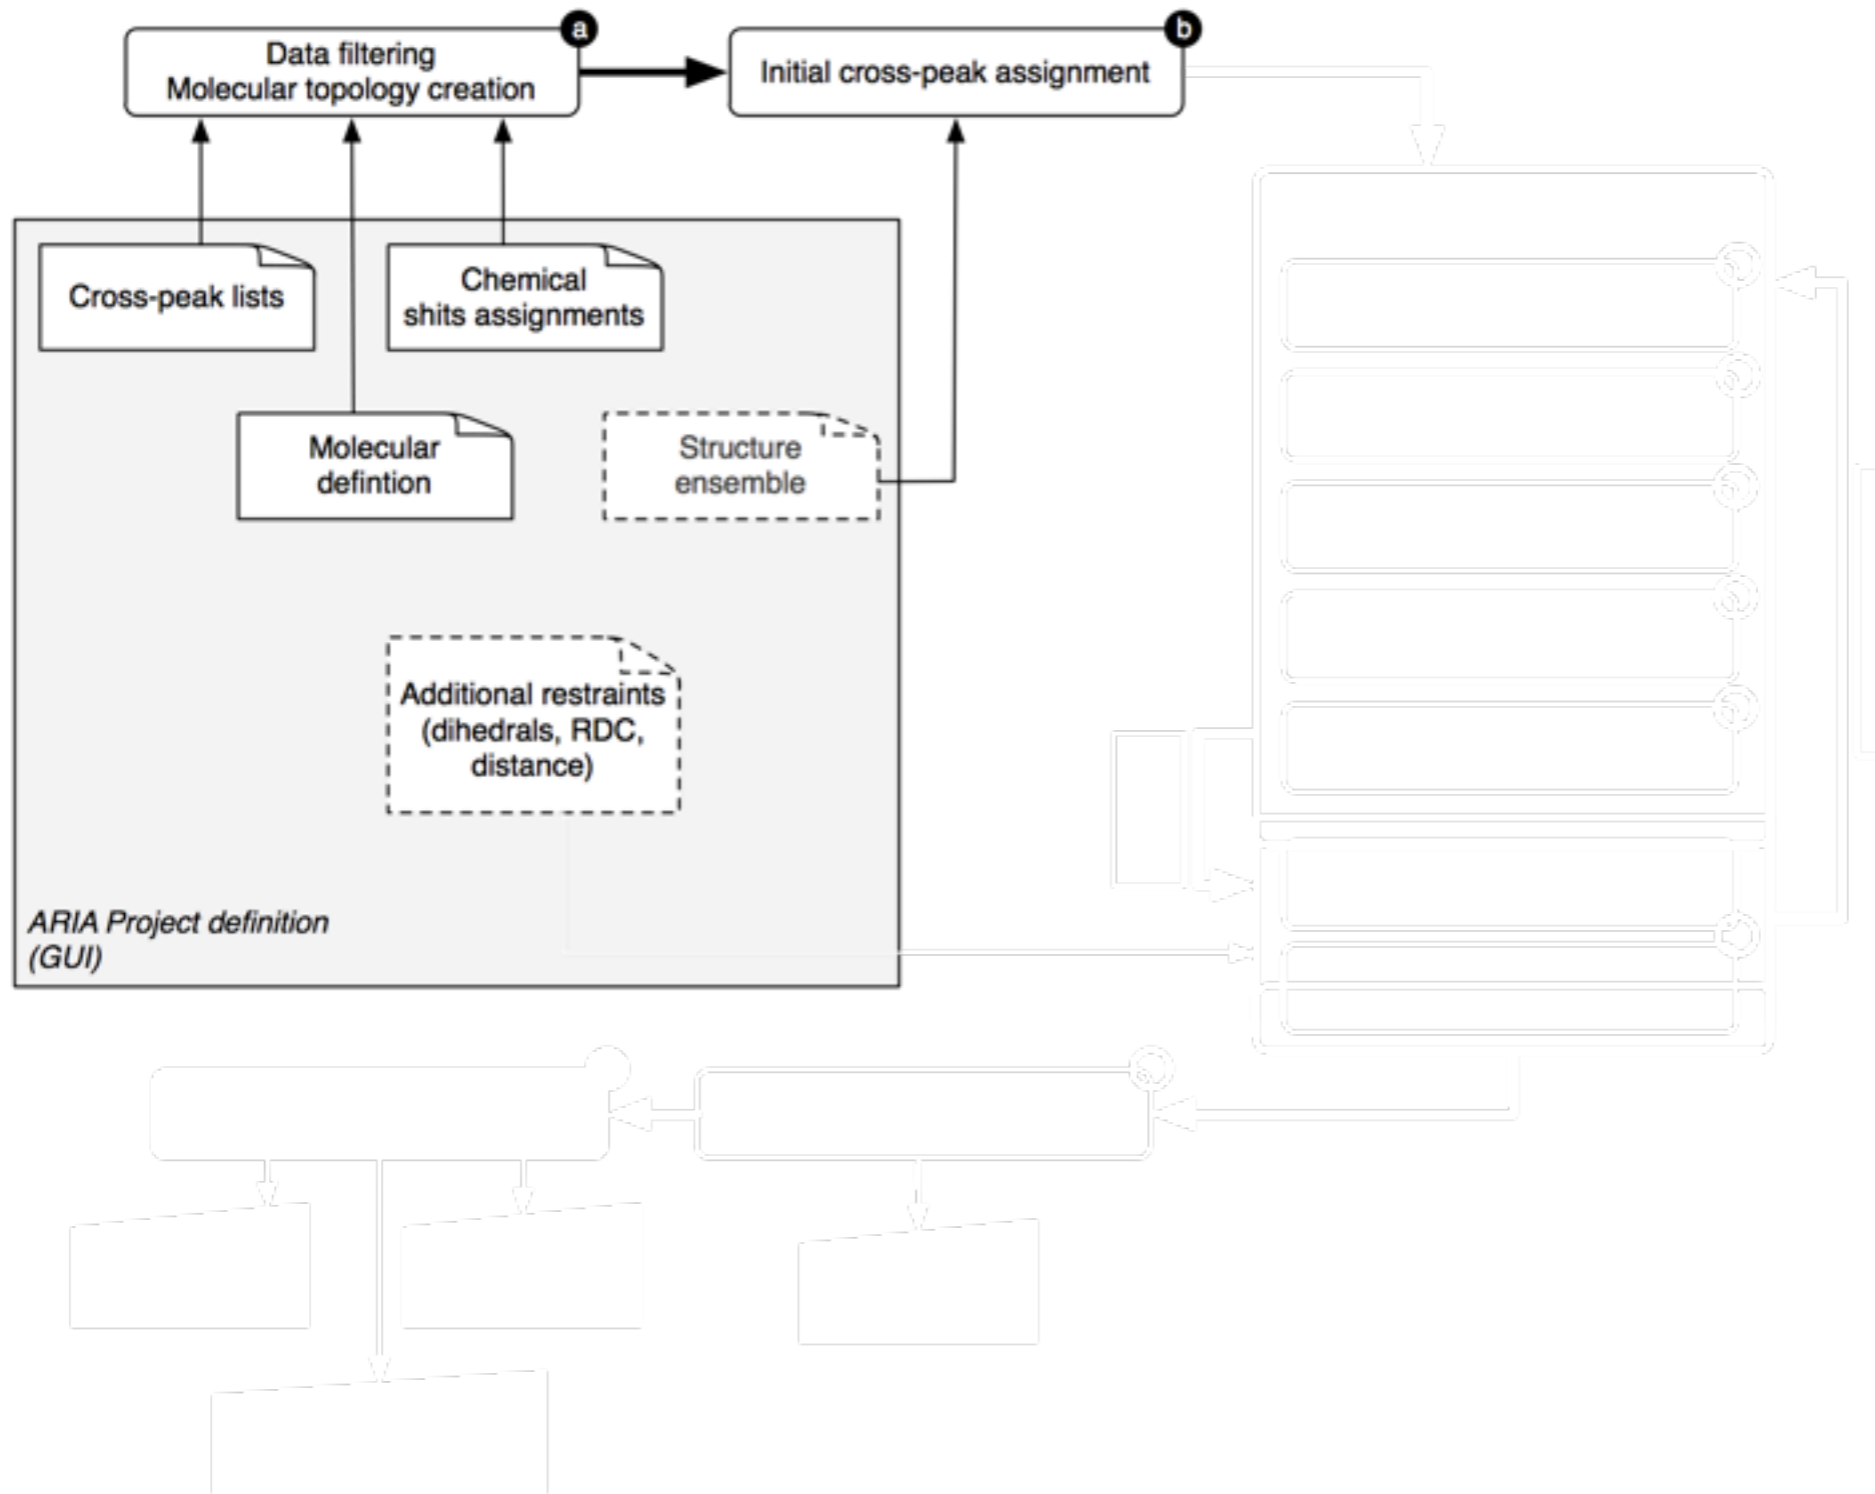 a
Data filtering
Molecular topology creation
b
Initial cross-peak assignment
Cross-peak lists
Chemical
shits assignments
Molecular
defintion
Structure
ensemble
Additional restraints
(dihedrals, RDC,
distance)
ARIA Project definition
(GUI)